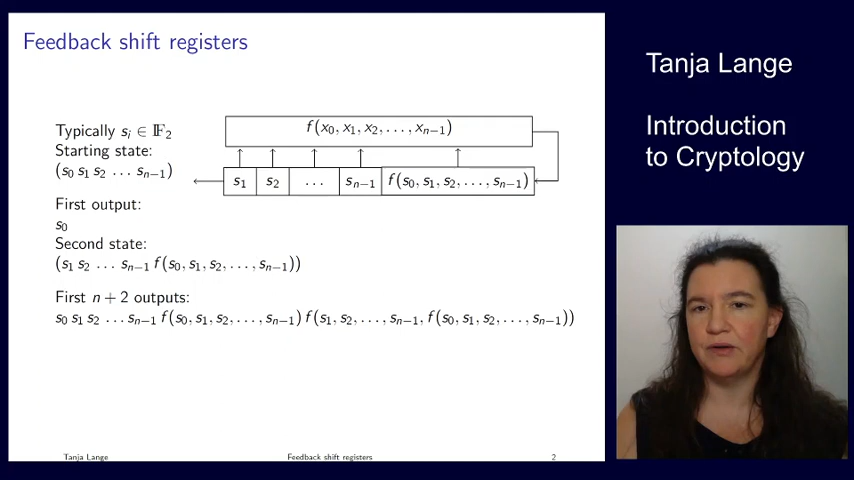 Feedback shift registers
Typically sᵢ ∈ 𝔽₂
Starting state:
(s₀ s₁ s₂ … sₙ₋₁)
First output:
s₀
Second state:
(s₁ s₂ … sₙ₋₁ f(s₀, s₁, s₂, …, sₙ₋₁))
First n + 2 outputs:
s₀ s₁ s₂ … sₙ₋₁ f(s₀, s₁, s₂, …, sₙ₋₁) f(s₁, s₂, …, sₙ₋₁, f(s₀, s₁, s₂, …, sₙ₋₁))
f(x₀, x₁, x₂, …, xₙ₋₁)
s₁ s₂ … sₙ₋₁ f(s₀, s₁, s₂, …, sₙ₋₁)
Tanja Lange Feedback shift registers 2
Tanja Lange
Introduction
to Cryptology